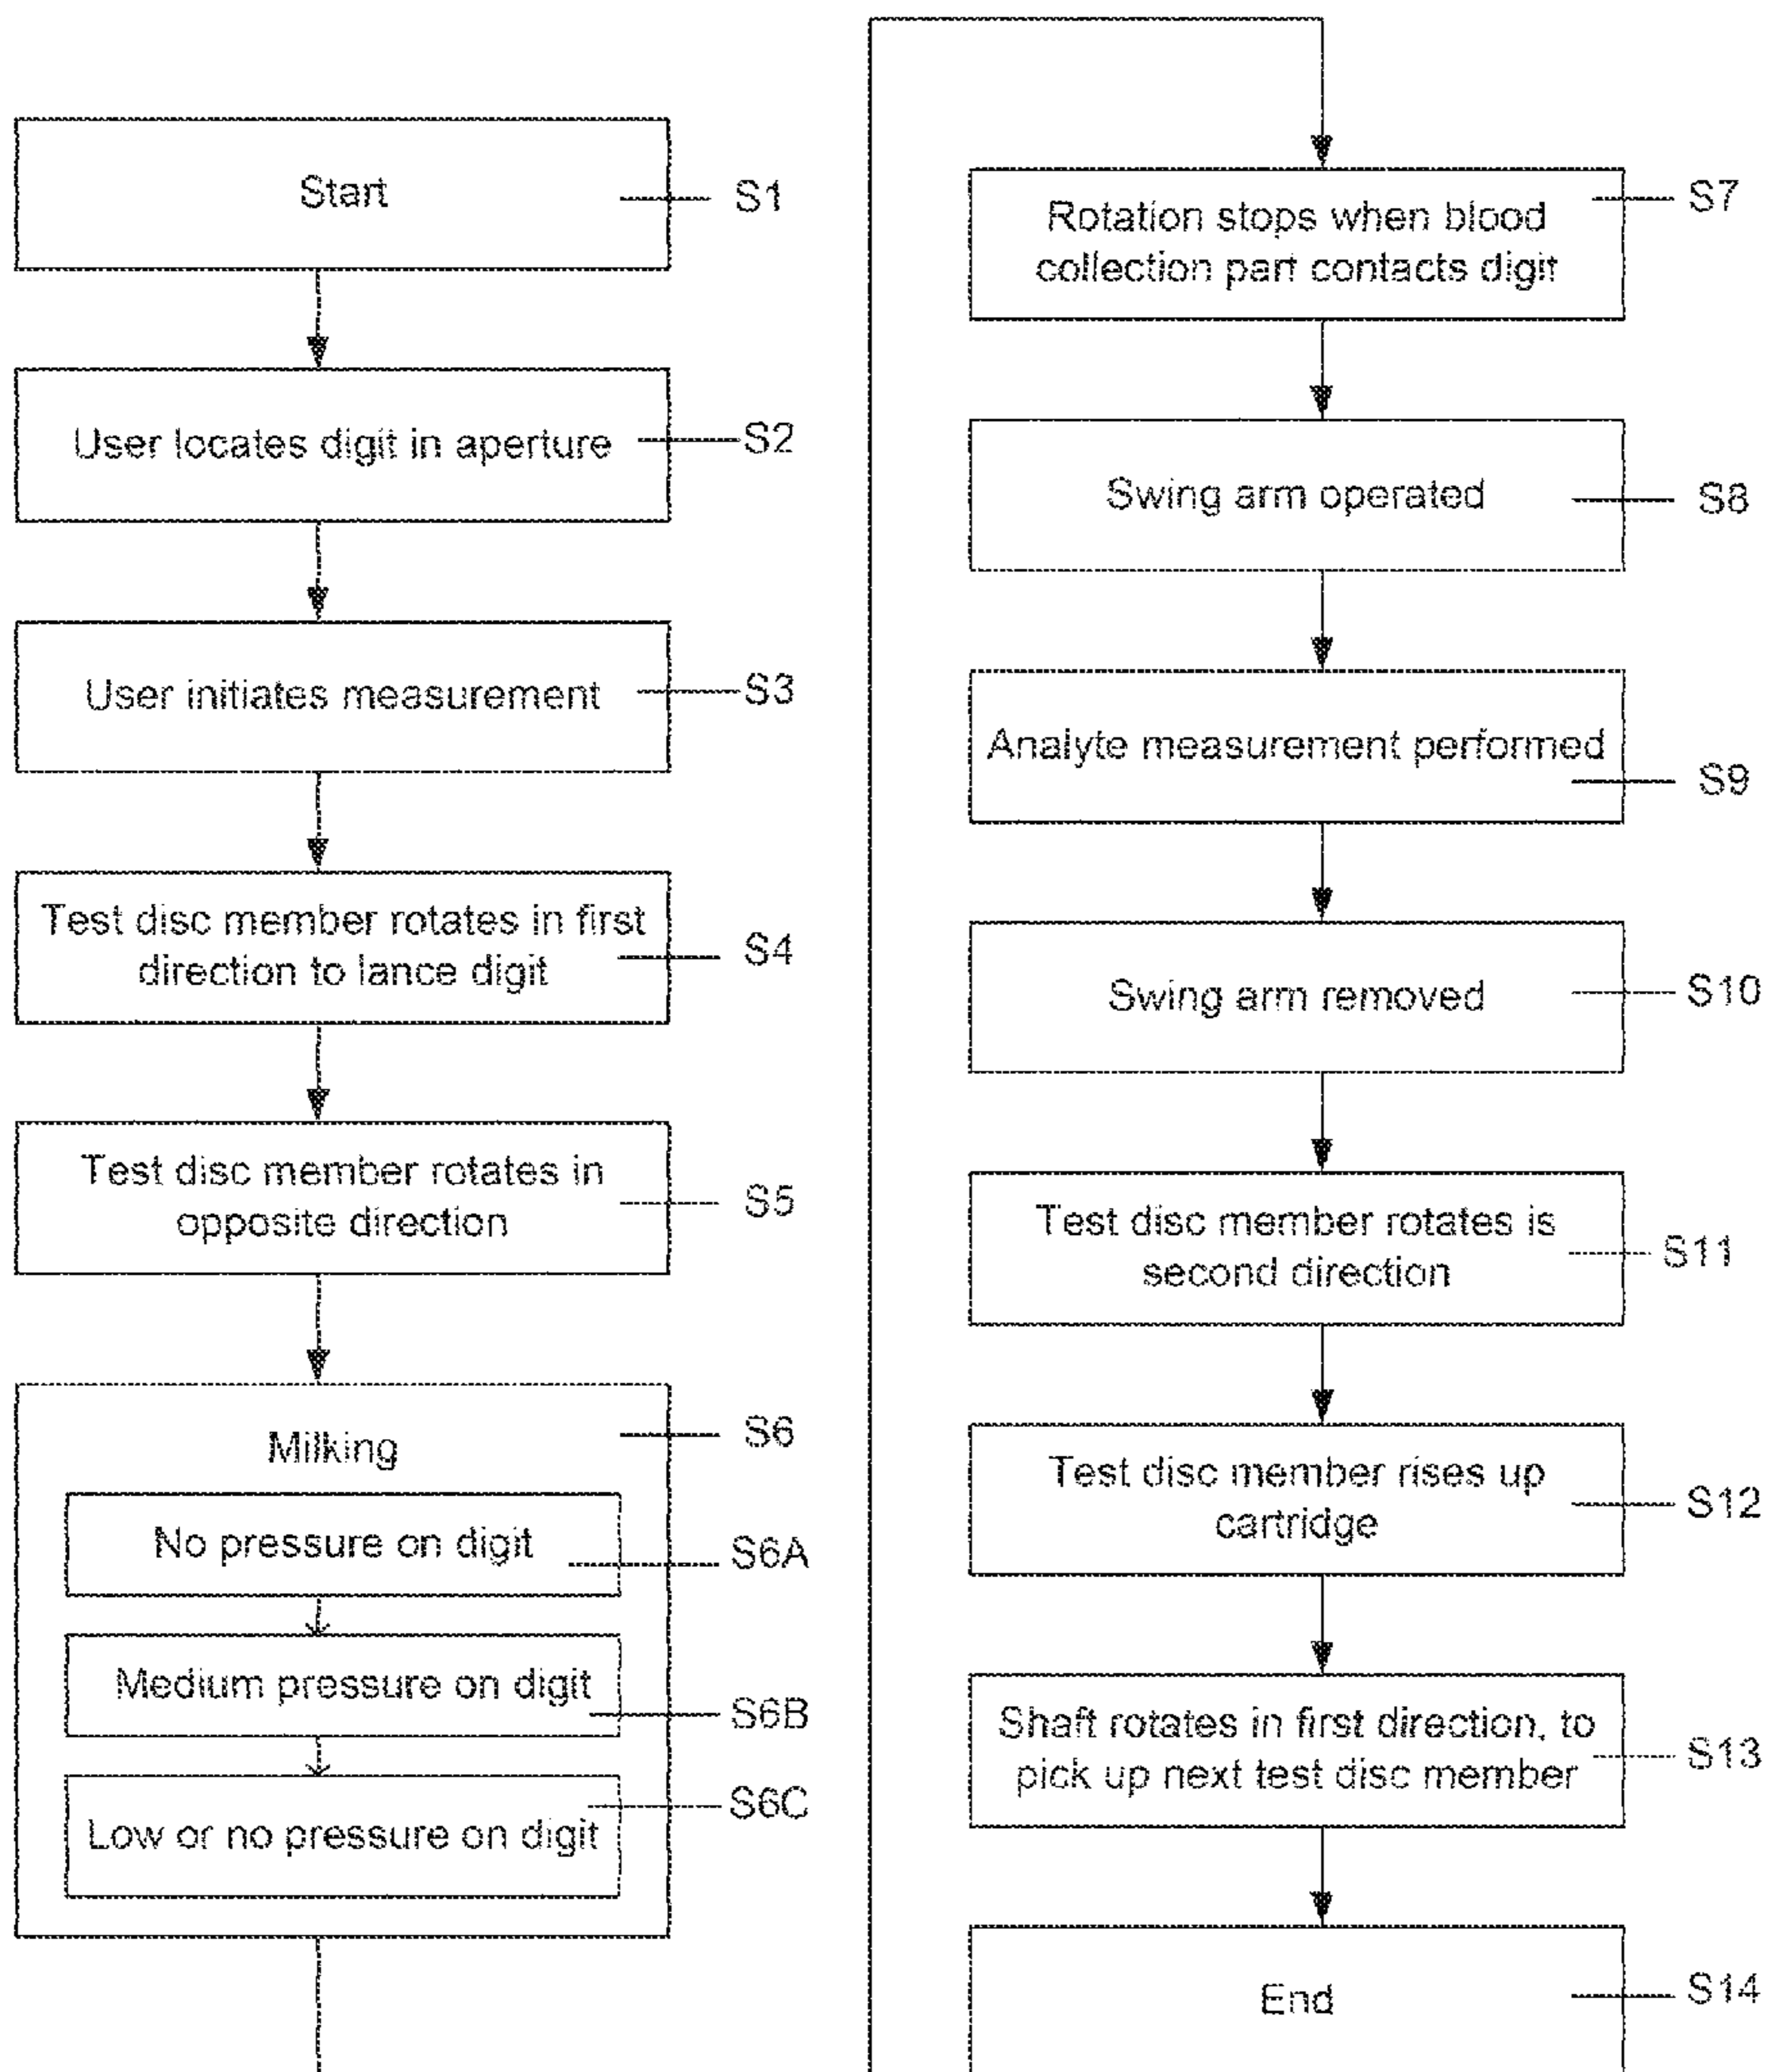 Start
S1
User locates digit in aperture
S2
User initiates measurement
S3
Test disc member rotates in first
direction to lance digit
S4
Test disc member rotates in
opposite direction
S5
Milking
S6
No pressure on digit
S6A
Medium pressure on digit
S6B
Low or no pressure on digit
S6C
Rotation stops when blood
collection part contacts digit
S7
Swing arm operated
S8
Analyte measurement performed
S9
Swing arm removed
S10
Test disc member rotates is
second direction
S11
Test disc member rises up
cartridge
S12
Shaft rotates in first direction, to
pick up next test disc member
S13
End
S14